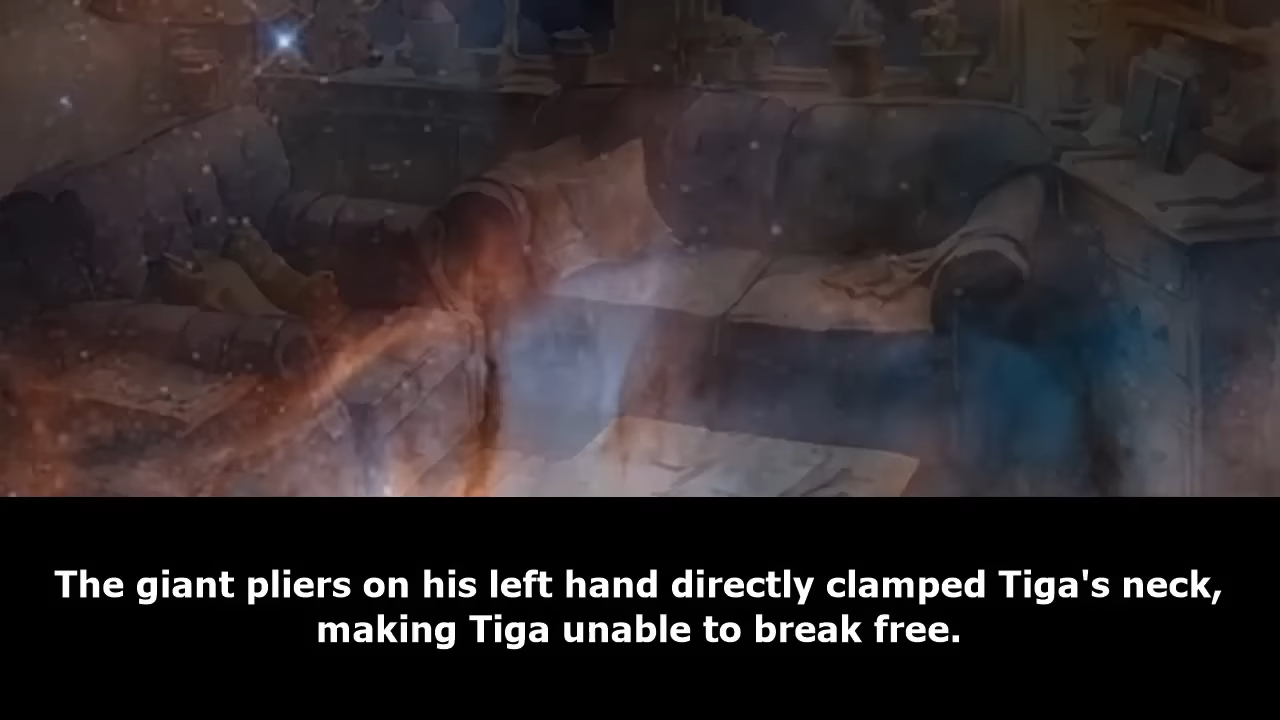 The giant pliers on his left hand directly clamped Tiga's neck,
making Tiga unable to break free.